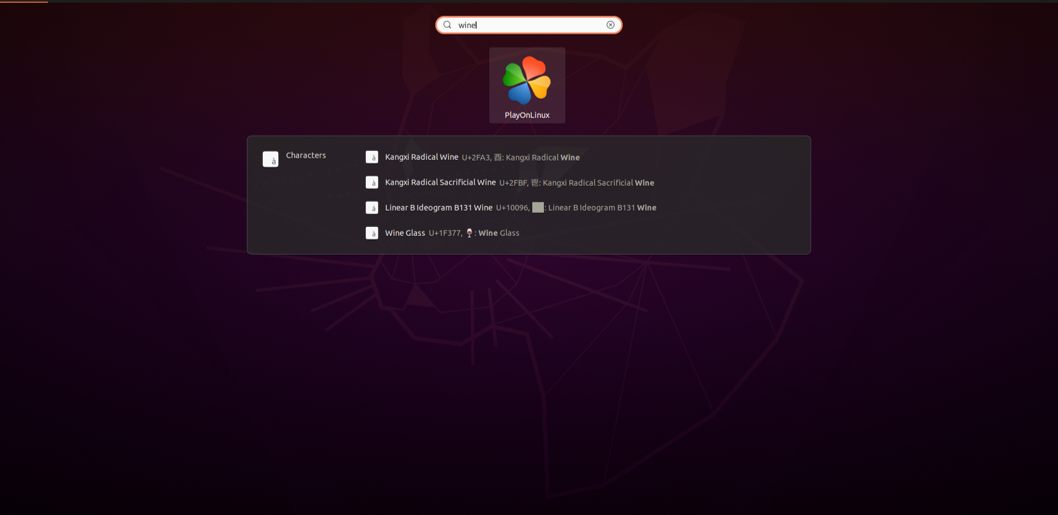 wine
PlayOnLinux
Characters
Kangxi Radical Wine U+2FA3, ⾣: Kangxi Radical Wine
Kangxi Radical Sacrificial Wine U+2FBF, ⾿: Kangxi Radical Sacrificial Wine
Linear B Ideogram B131 Wine U+10096, : Linear B Ideogram B131 Wine
Wine Glass U+1F377, 🍷: Wine Glass